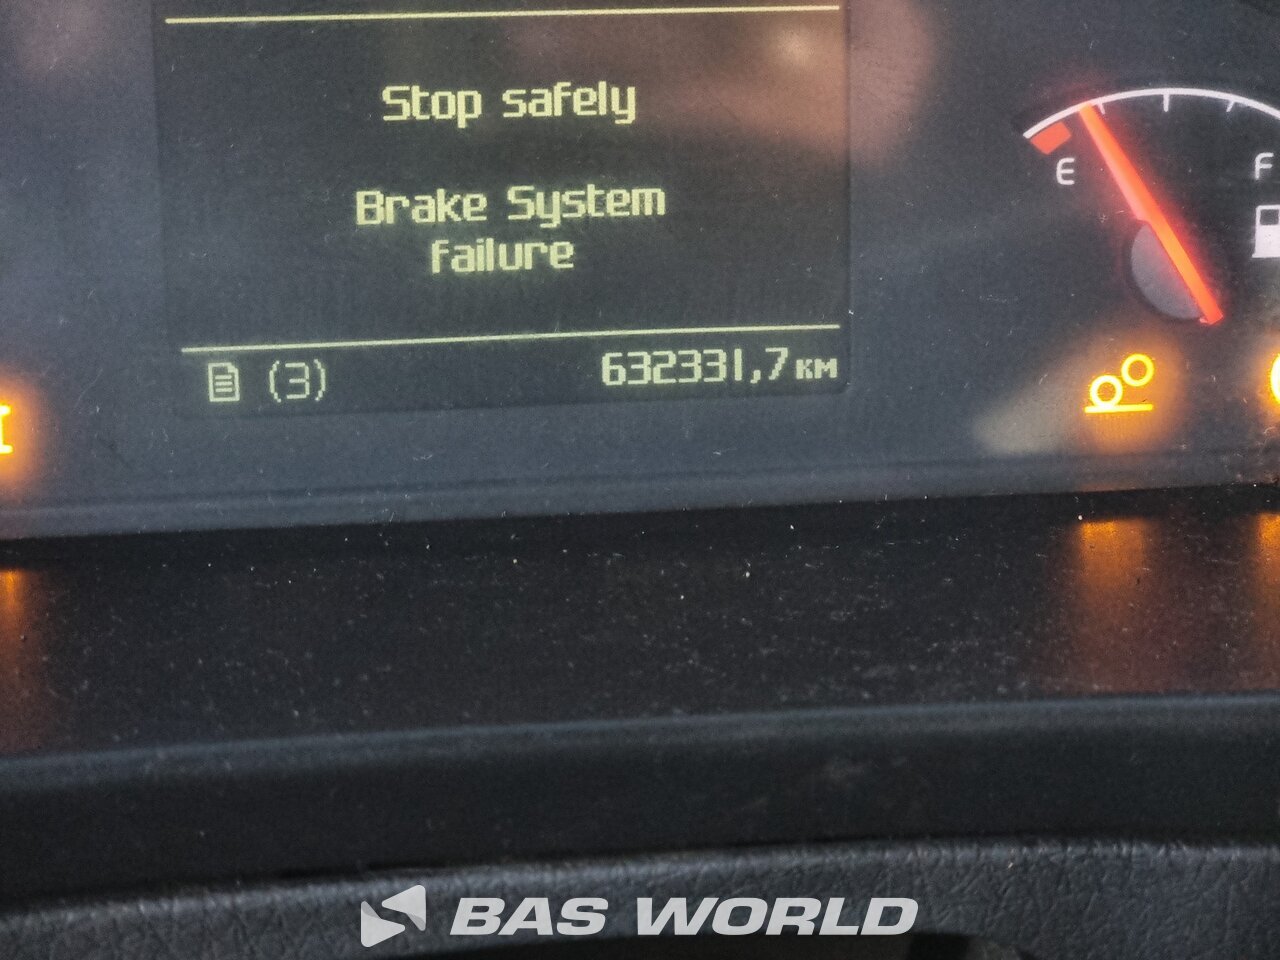 Stop safely
Brake System
failure
(3) 632331,7 км
E
F
BAS WORLD